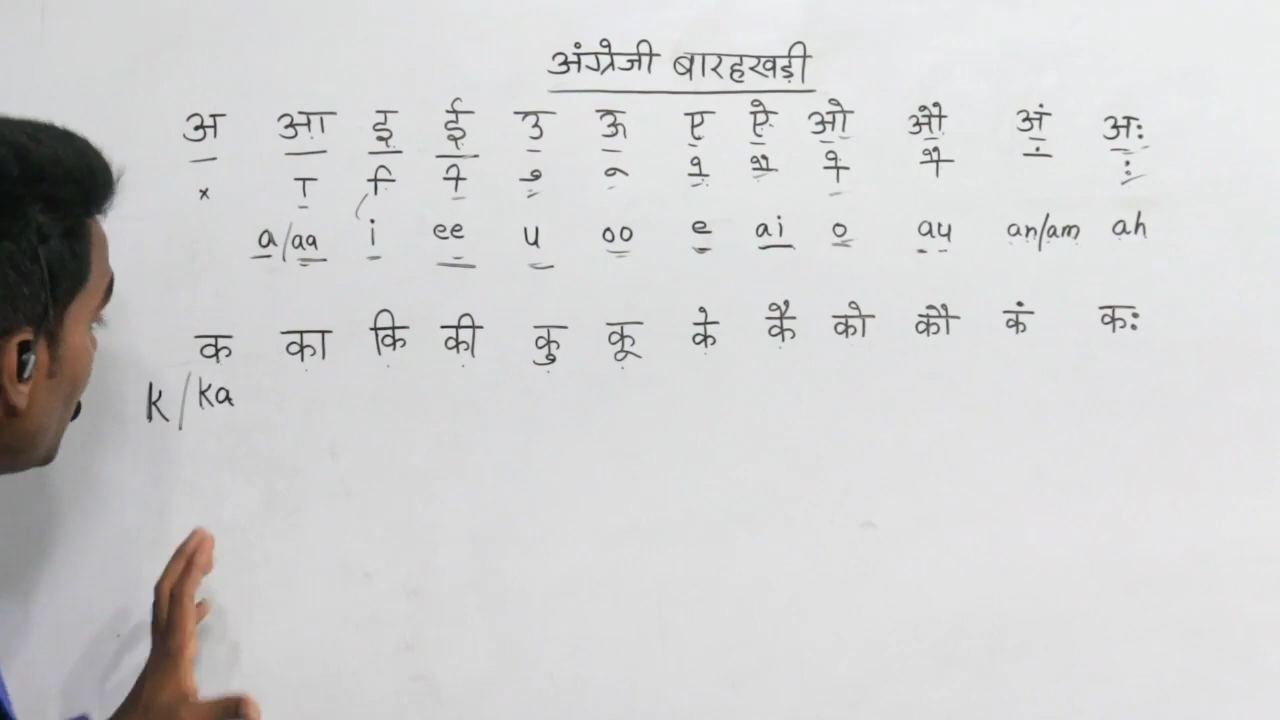 अंग्रेजी बारहखड़ी
अ आ इ ई उ ऊ ए ऐ ओ औ अं अः
x ा ि ी ु ू े ै ो ौ ं ः
a/aa i ee u oo e ai o au an/am ah
क का कि की कु कू के कै को कौ कं कः
K/Ka